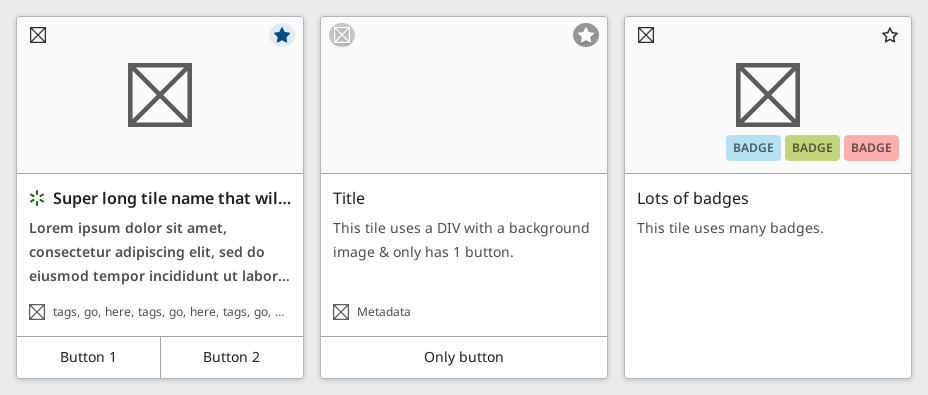 Super long tile name that wil...
Lorem ipsum dolor sit amet,
consectetur adipiscing elit, sed do
eiusmod tempor incididunt ut labor...
tags, go, here, tags, go, here, tags, go, ...
Button 1
Button 2
Title
This tile uses a DIV with a background
image & only has 1 button.
Metadata
Only button
BADGE
BADGE
BADGE
Lots of badges
This tile uses many badges.